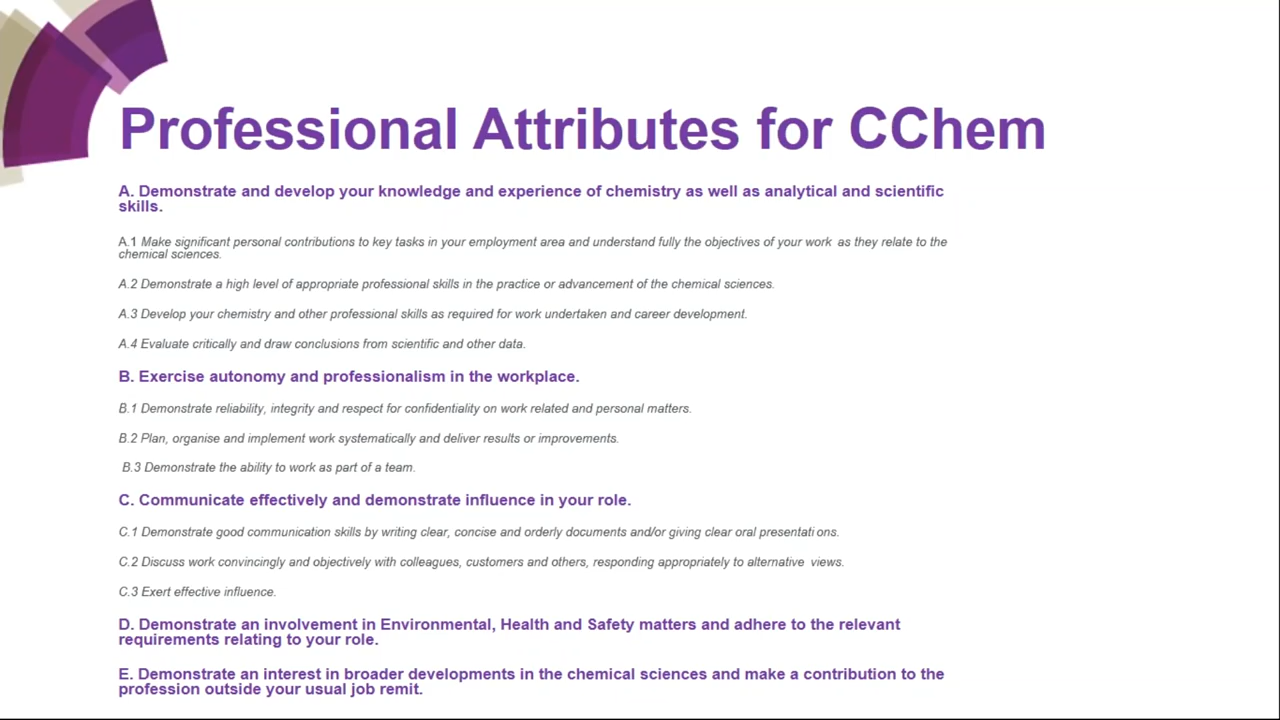 Professional Attributes for CChem
A. Demonstrate and develop your knowledge and experience of chemistry as well as analytical and scientific
skills.
A.1 Make significant personal contributions to key tasks in your employment area and understand fully the objectives of your work as they relate to the
chemical sciences.
A.2 Demonstrate a high level of appropriate professional skills in the practice or advancement of the chemical sciences.
A.3 Develop your chemistry and other professional skills as required for work undertaken and career development.
A.4 Evaluate critically and draw conclusions from scientific and other data.
B. Exercise autonomy and professionalism in the workplace.
B.1 Demonstrate reliability, integrity and respect for confidentiality on work related and personal matters.
B.2 Plan, organise and implement work systematically and deliver results or improvements.
B.3 Demonstrate the ability to work as part of a team.
C. Communicate effectively and demonstrate influence in your role.
C.1 Demonstrate good communication skills by writing clear, concise and orderly documents and/or giving clear oral presentations.
C.2 Discuss work convincingly and objectively with colleagues, customers and others, responding appropriately to alternative views.
C.3 Exert effective influence.
D. Demonstrate an involvement in Environmental, Health and Safety matters and adhere to the relevant
requirements relating to your role.
E. Demonstrate an interest in broader developments in the chemical sciences and make a contribution to the
profession outside your usual job remit.